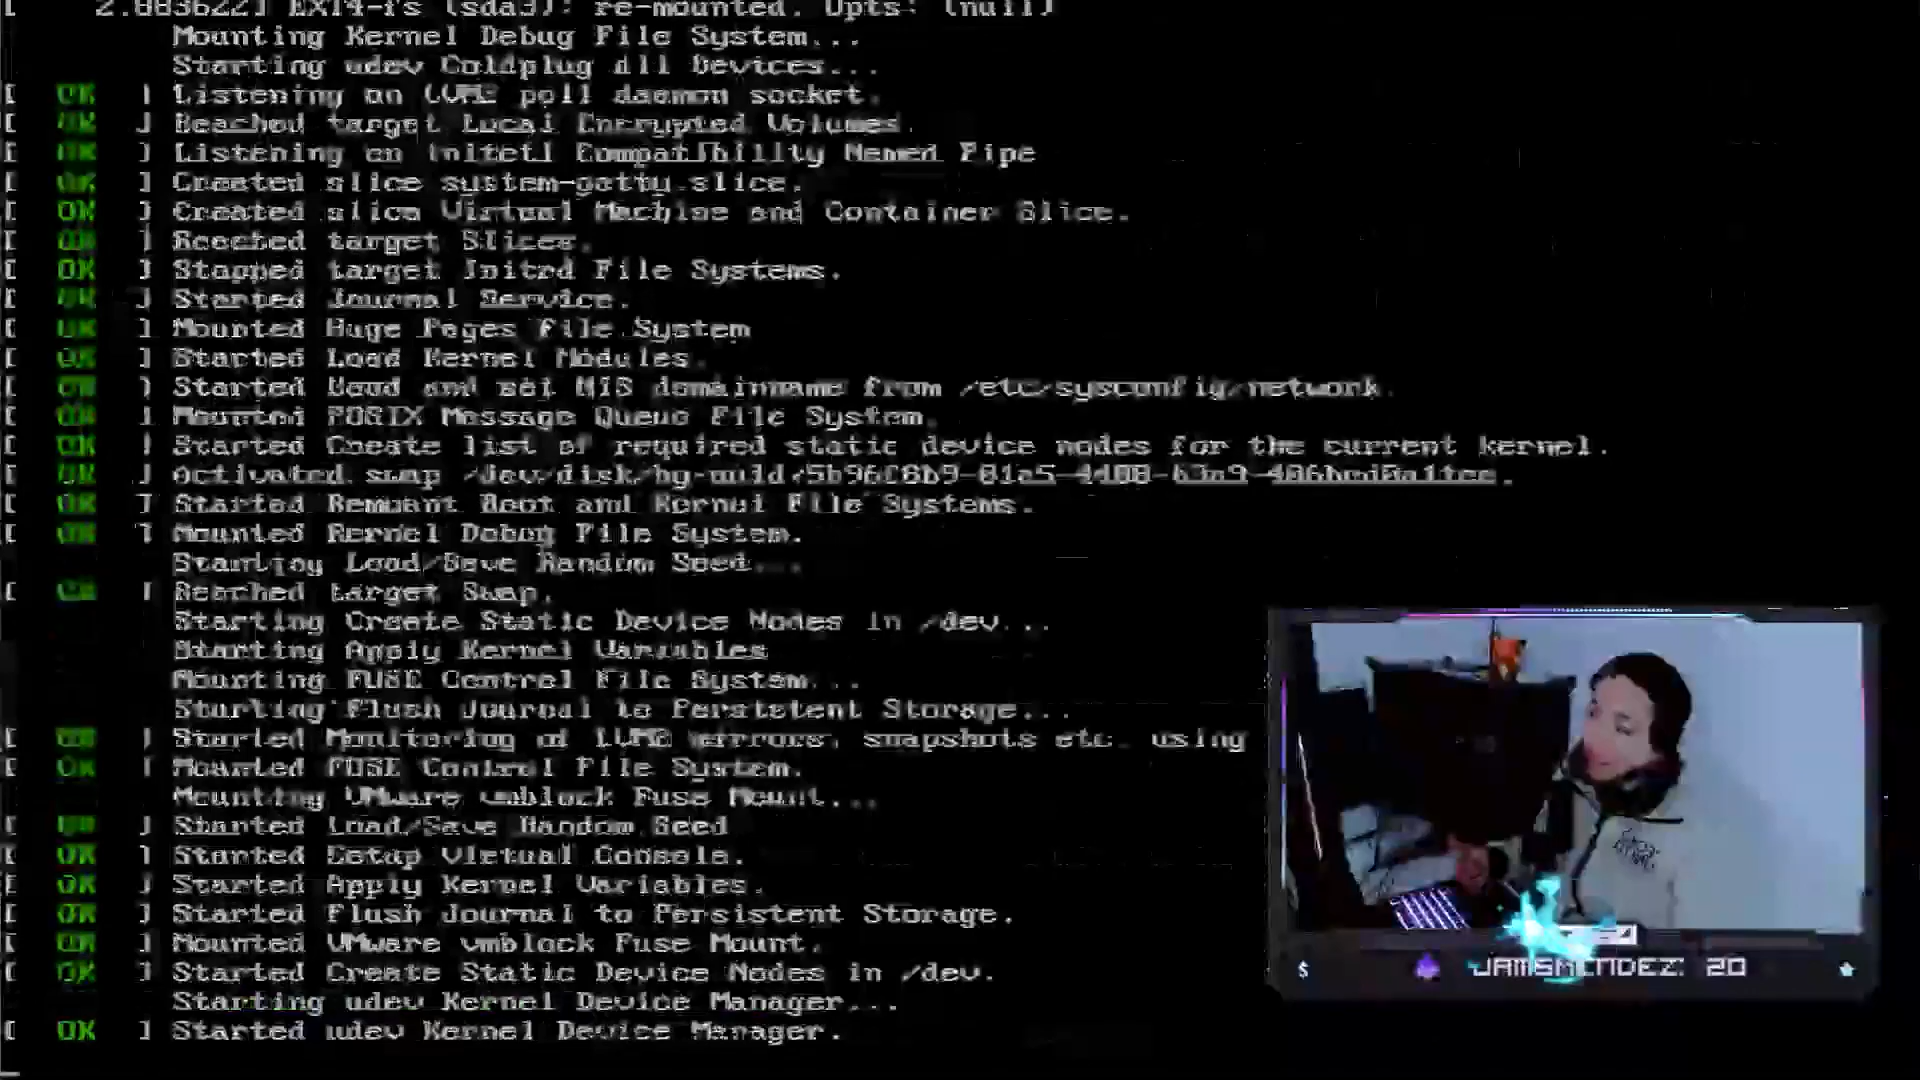 re-mounted. Opts: (null)
Mounting Kernel Debug File System...
Starting udev Coldplug all Devices...
[ OK ] Listening on LVM2 poll daemon socket.
[ OK ] Reached target Local Encrypted Volumes.
[ OK ] Listening on initctl Compatibility Named Pipe
[ OK ] Created slice system-getty.slice.
[ OK ] Created slice Virtual Machine and Container Slice.
[ OK ] Reached target Slices.
[ OK ] Stopped target Initrd File Systems.
[ OK ] Started Journal Service.
[ OK ] Mounted Huge Pages File System
[ OK ] Started Load Kernel Modules.
[ OK ] Started Read and set NIS domainname from /etc/sysconfig/network.
[ OK ] Mounted POSIX Message Queue File System.
[ OK ] Started Create list of required static device nodes for the current kernel.
[ OK ] Activated swap
[ OK ] Started Remount Root and Kernel File Systems.
[ OK ] Mounted Kernel Debug File System.
Starting Load/Save Random Seed...
[ OK ] Reached target Swap.
Starting Create Static Device Nodes in /dev...
Starting Apply Kernel Variables
Mounting FUSE Control File System...
Starting Flush Journal to Persistent Storage...
[ OK ] Started Monitoring of LVM2 mirrors, snapshots etc. using
[ OK ] Mounted FUSE Control File System.
Mounting VMware vmblock Fuse Mount...
[ OK ] Started Load/Save Random Seed
[ OK ] Started Setup Virtual Console.
[ OK ] Started Apply Kernel Variables.
[ OK ] Started Flush Journal to Persistent Storage.
[ OK ] Mounted VMware vmblock Fuse Mount.
[ OK ] Started Create Static Device Nodes in /dev.
Starting udev Kernel Device Manager...
[ OK ] Started udev Kernel Device Manager.
$ JAMSMENDEZ: 20